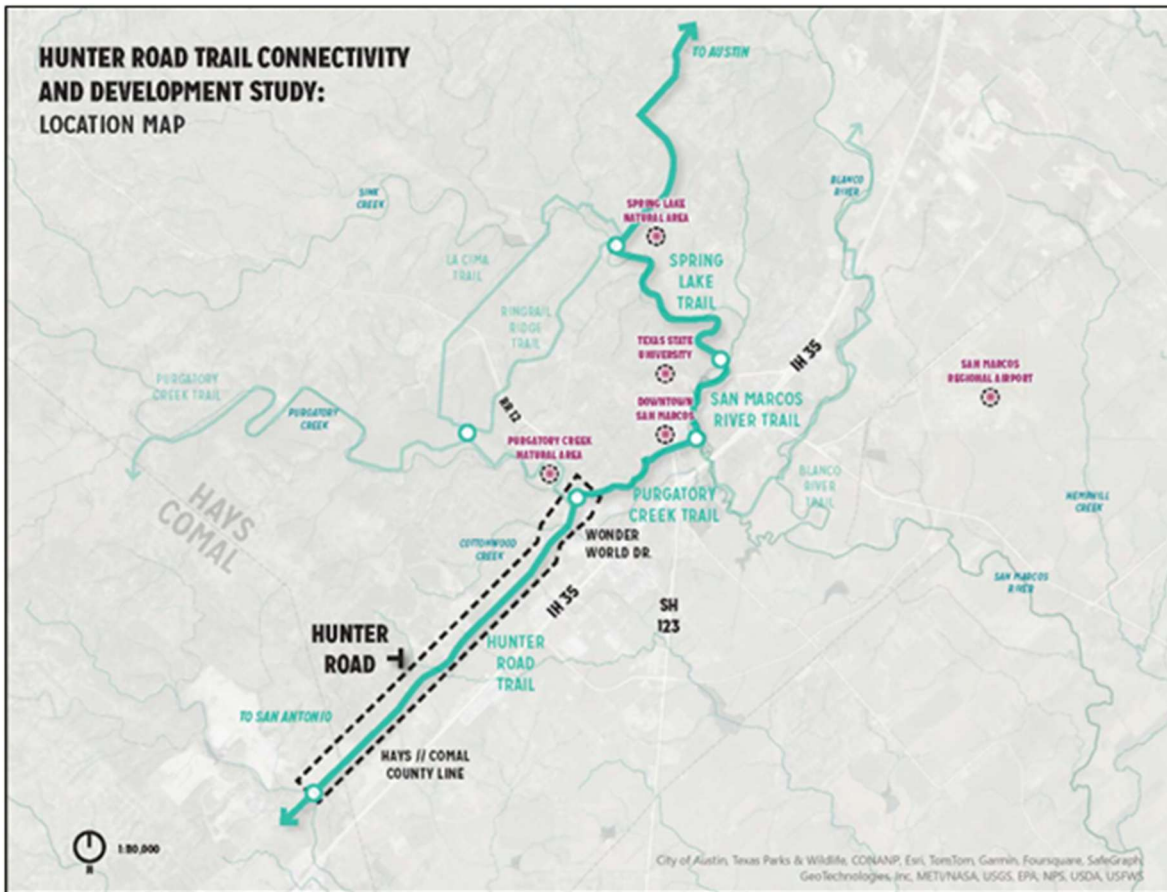 HUNTER ROAD TRAIL CONNECTIVITY
AND DEVELOPMENT STUDY:
LOCATION MAP
TO AUSTIN
SINK
CREEK
BLANCO
RIVER
SPRING LAKE
NATURAL AREA
LA CIMA
TRAIL
SPRING
LAKE
TRAIL
RINGTAIL
RIDGE
TRAIL
TEXAS STATE
UNIVERSITY
IH 35
SAN MARCOS
REGIONAL AIRPORT
PURGATORY
CREEK TRAIL
PURGATORY
CREEK
RR 12
DOWNTOWN
SAN MARCOS
SAN MARCOS
RIVER TRAIL
PURGATORY CREEK
NATURAL AREA
BLANCO
RIVER
TRAIL
HAYS
COMAL
PURGATORY
CREEK TRAIL
HEMPHILL
CREEK
COTTONWOOD
CREEK
WONDER
WORLD DR.
SAN MARCOS
RIVER
IH 35
SH
123
HUNTER
ROAD
HUNTER
ROAD
TRAIL
TO SAN ANTONIO
HAYS // COMAL
COUNTY LINE
N
1:80,000
City of Austin, Texas Parks & Wildlife, CONANP, Esri, TomTom, Garmin, Foursquare, SafeGraph,
GeoTechnologies, Inc, METI/NASA, USGS, EPA, NPS, USDA, USFWS